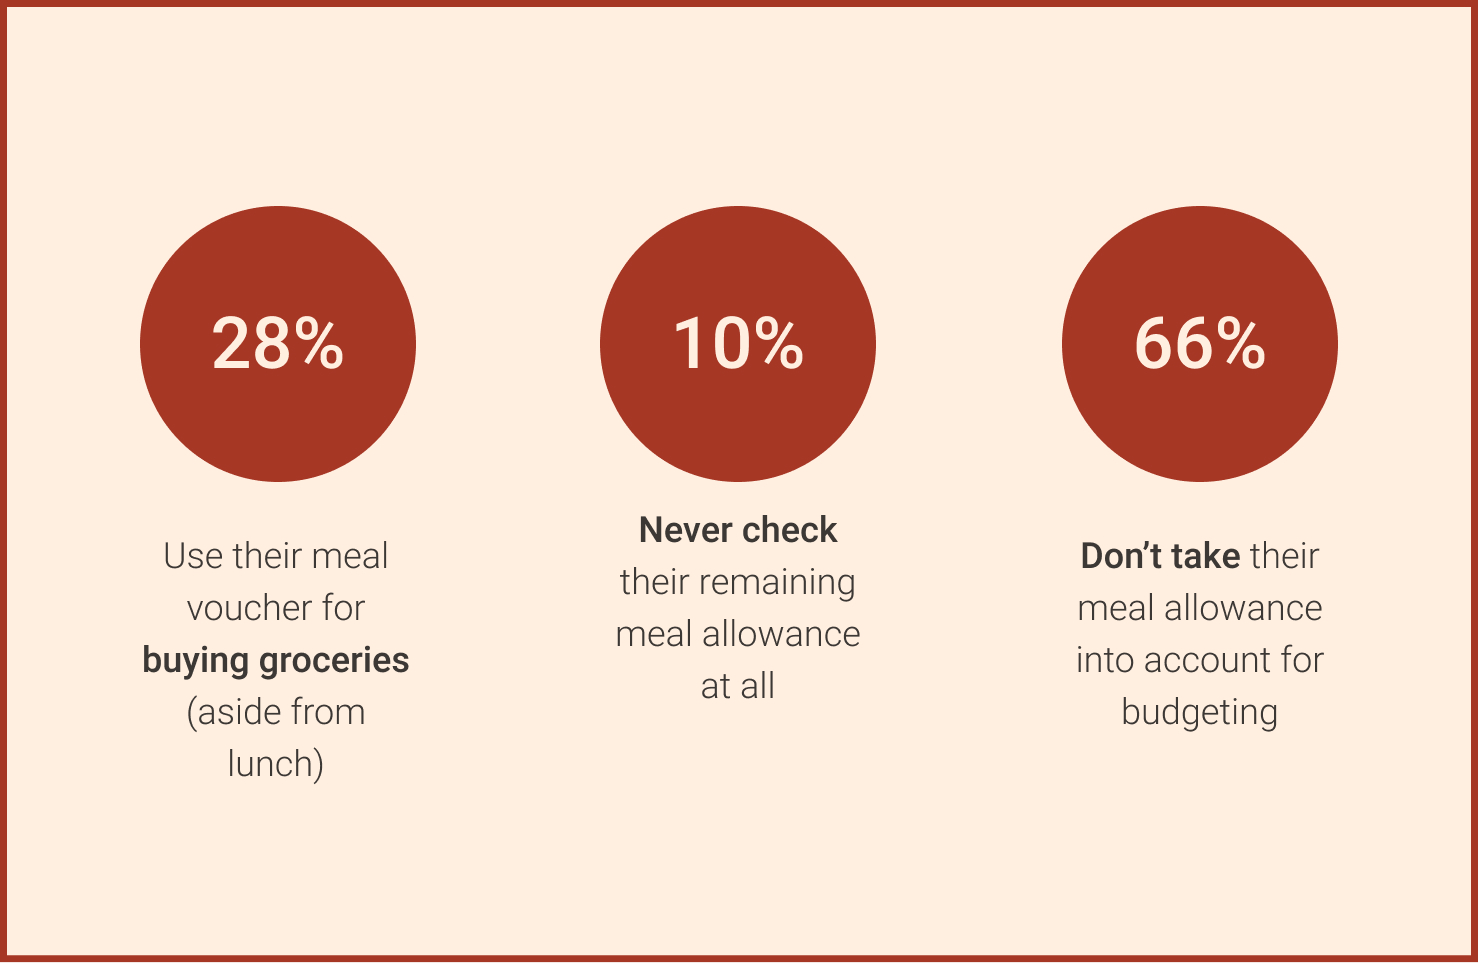 28%
Use their meal
voucher for
buying groceries
(aside from
lunch)
10%
Never check
their remaining
meal allowance
at all
66%
Don’t take their
meal allowance
into account for
budgeting